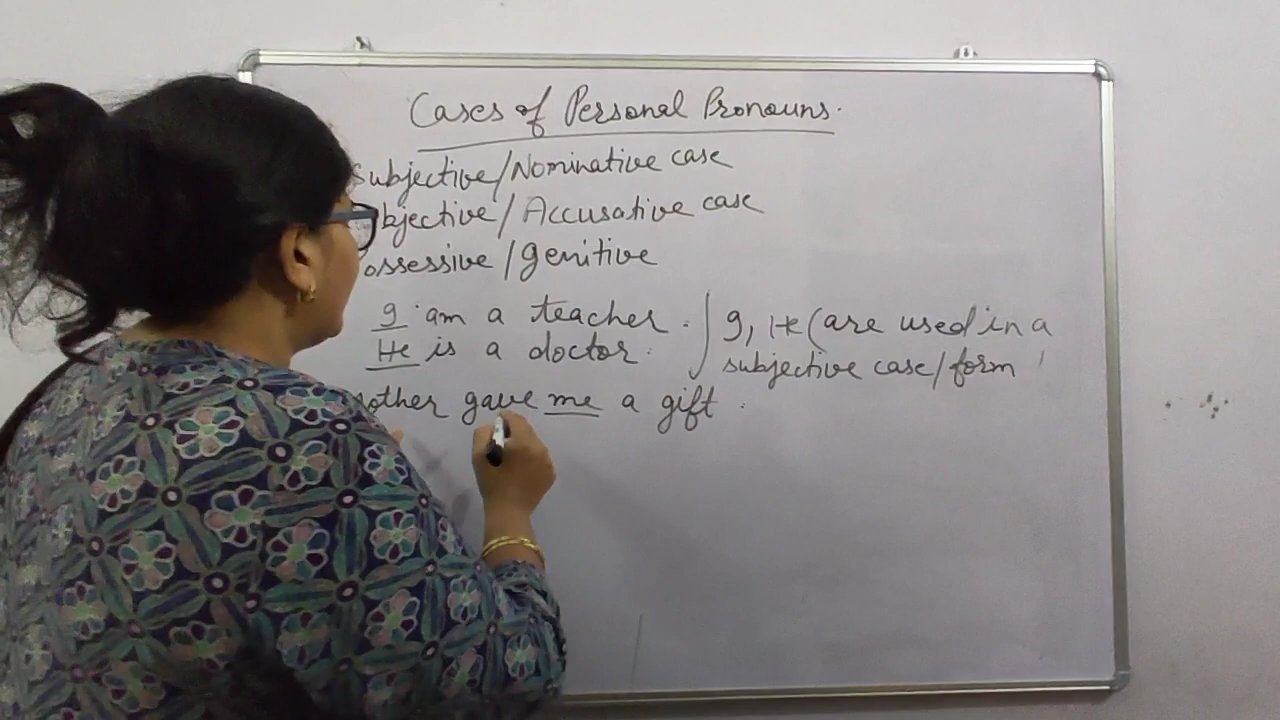 Cases of Personal Pronouns.
Subjective/Nominative case
bjective/Accusative case
ossessive/genitive
I am a teacher.
He is a doctor.
I, He (are used in a
subjective case/form
other gave me a gift.